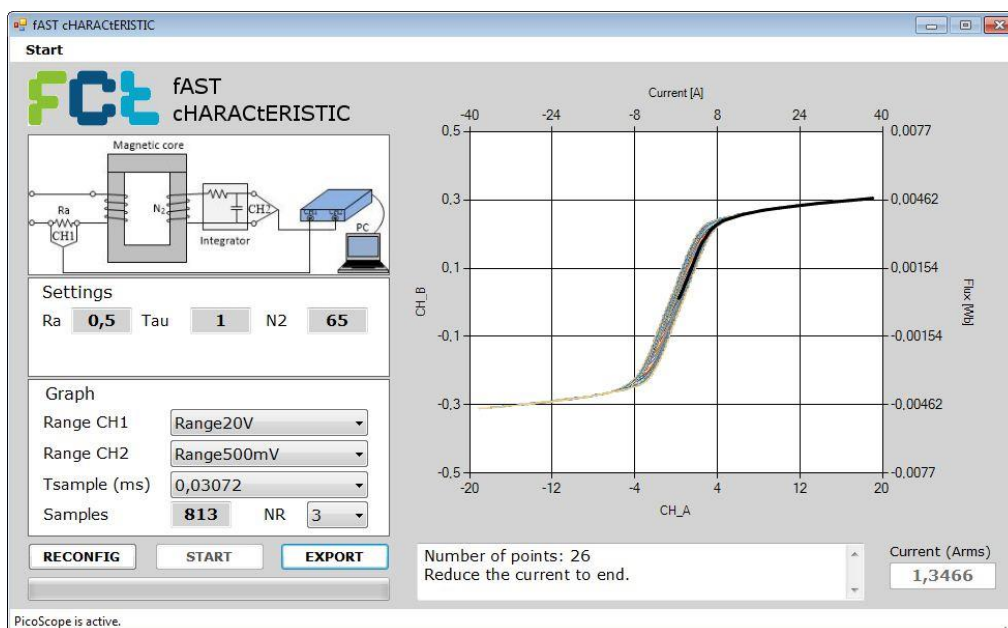 fAST cHARACtERISTIC
Start
FCt
fAST
cHARACtERISTIC
Magnetic core
Ra
CH1
N2
CH2
Integrator
CH1 CH2
PC
Settings
Ra 0,5 Tau 1 N2 65
Graph
Range CH1 Range20V
Range CH2 Range500mV
Tsample (ms) 0,03072
Samples 813 NR 3
RECONFIG START EXPORT
Current [A]
-40 -24 -8 8 24 40
0,5 0,0077
0,3 0,00462
0,1 0,00154
-0,1 -0,00154
-0,3 -0,00462
-0,5 -0,0077
CH_B
Flux [Wb]
-20 -12 -4 4 12 20
CH_A
Number of points: 26
Reduce the current to end.
Current (Arms)
1,3466
PicoScope is active.